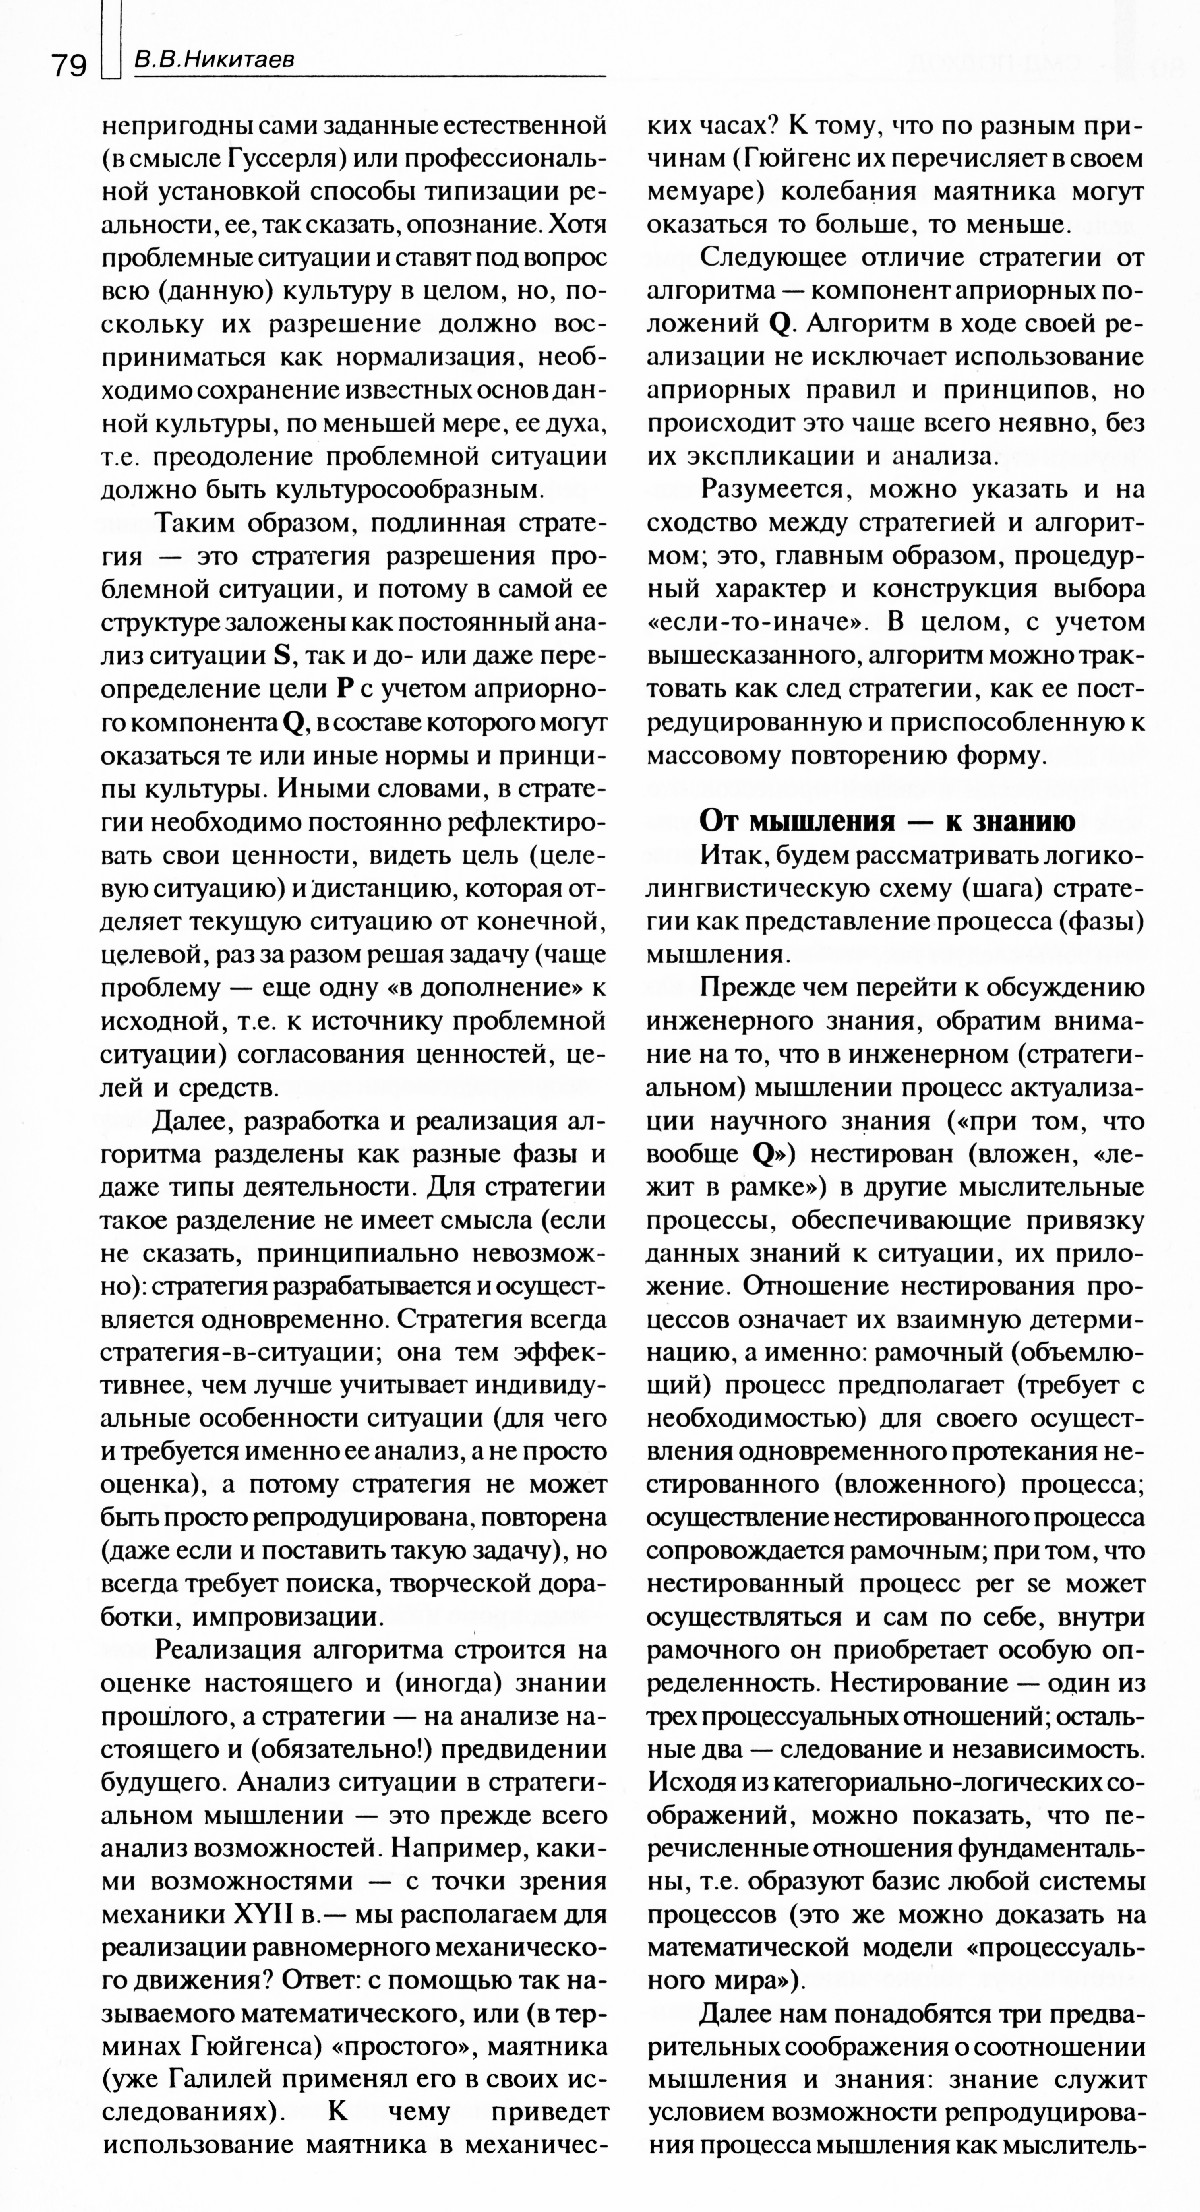 79
В.В.Никитаев
непригодны сами заданные естественной
(в смысле Гуссерля) или профессиональ-
ной установкой способы типизации ре-
альности, ее, так сказать, опознание. Хотя
проблемные ситуации и ставят под вопрос
всю (данную) культуру в целом, но, по-
скольку их разрешение должно вос-
приниматься как нормализация, необ-
ходимо сохранение известных основ дан-
ной культуры, по меньшей мере, ее духа,
т.е. преодоление проблемной ситуации
должно быть культуросообразным.
Таким образом, подлинная страте-
гия — это стратегия разрешения про-
блемной ситуации, и потому в самой ее
структуре заложены как постоянный ана-
лиз ситуации S, так и до- или даже пере-
определение цели P с учетом априорно-
го компонента Q, в составе которого могут
оказаться те или иные нормы и принци-
пы культуры. Иными словами, в страте-
гии необходимо постоянно рефлектиро-
вать свои ценности, видеть цель (целе-
вую ситуацию) и дистанцию, которая от-
деляет текущую ситуацию от конечной,
целевой, раз за разом решая задачу (чаще
проблему — еще одну «в дополнение» к
исходной, т.е. к источнику проблемной
ситуации) согласования ценностей, це-
лей и средств.
Далее, разработка и реализация ал-
горитма разделены как разные фазы и
даже типы деятельности. Для стратегии
такое разделение не имеет смысла (если
не сказать, принципиально невозмож-
но): стратегия разрабатывается и осущест-
вляется одновременно. Стратегия всегда
стратегия-в-ситуации; она тем эффек-
тивнее, чем лучше учитывает индивиду-
альные особенности ситуации (для чего
и требуется именно ее анализ, а не просто
оценка), а потому стратегия не может
быть просто репродуцирована, повторена
(даже если и поставить такую задачу), но
всегда требует поиска, творческой дора-
ботки, импровизации.
Реализация алгоритма строится на
оценке настоящего и (иногда) знании
прошлого, а стратегии — на анализе на-
стоящего и (обязательно!) предвидении
будущего. Анализ ситуации в стратеги-
альном мышлении — это прежде всего
анализ возможностей. Например, каки-
ми возможностями — с точки зрения
механики XYII в.— мы располагаем для
реализации равномерного механическо-
го движения? Ответ: с помощью так на-
зываемого математического, или (в тер-
минах Гюйгенса) «простого», маятника
(уже Галилей применял его в своих ис-
следованиях). К чему приведет
использование маятника в механичес-
ких часах? К тому, что по разным при-
чинам (Гюйгенс их перечисляет в своем
мемуаре) колебания маятника могут
оказаться то больше, то меньше.
Следующее отличие стратегии от
алгоритма — компонент априорных по-
ложений Q. Алгоритм в ходе своей ре-
ализации не исключает использование
априорных правил и принципов, но
происходит это чаще всего неявно, без
их экспликации и анализа.
Разумеется, можно указать и на
сходство между стратегией и алгорит-
мом; это, главным образом, процедур-
ный характер и конструкция выбора
«если-то-иначе». В целом, с учетом
вышесказанного, алгоритм можно трак-
товать как след стратегии, как ее пост-
редуцированную и приспособленную к
массовому повторению форму.
От мышления — к знанию
Итак, будем рассматривать логико-
лингвистическую схему (шага) страте-
гии как представление процесса (фазы)
мышления.
Прежде чем перейти к обсуждению
инженерного знания, обратим внима-
ние на то, что в инженерном (стратеги-
альном) мышлении процесс актуализа-
ции научного знания («при том, что
вообще Q») нестирован (вложен, «ле-
жит в рамке») в другие мыслительные
процессы, обеспечивающие привязку
данных знаний к ситуации, их прило-
жение. Отношение нестирования про-
цессов означает их взаимную детерми-
нацию, а именно: рамочный (объемлю-
щий) процесс предполагает (требует с
необходимостью) для своего осущест-
вления одновременного протекания не-
стированного (вложенного) процесса;
осуществление нестированного процесса
сопровождается рамочным; при том, что
нестированный процесс per se может
осуществляться и сам по себе, внутри
рамочного он приобретает особую оп-
ределенность. Нестирование — один из
трех процессуальных отношений; осталь-
ные два — следование и независимость.
Исходя из категориально-логических со-
ображений, можно показать, что пе-
речисленные отношения фундаменталь-
ны, т.е. образуют базис любой системы
процессов (это же можно доказать на
математической модели «процессуаль-
ного мира»).
Далее нам понадобятся три предва-
рительных соображения о соотношении
мышления и знания: знание служит
условием возможности репродуцирова-
ния процесса мышления как мыслитель-